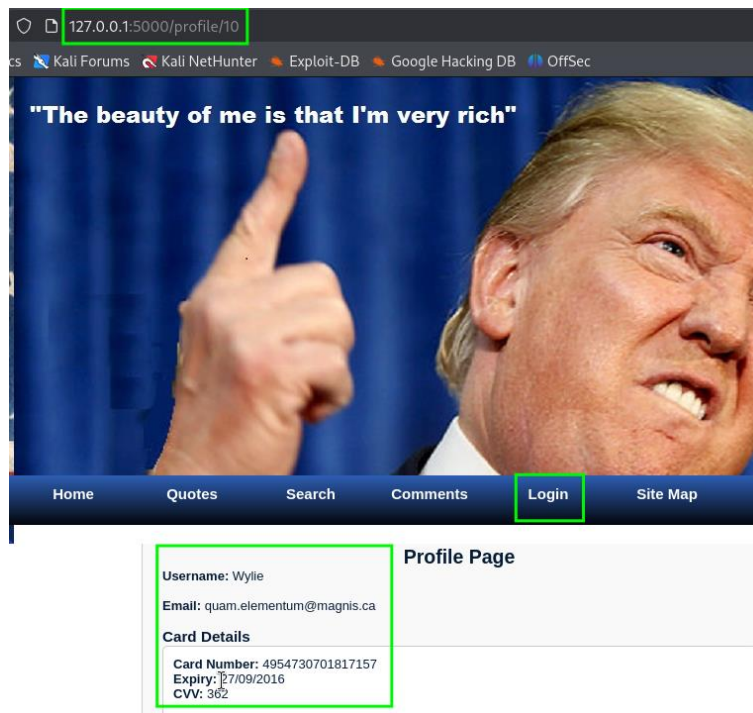 127.0.0.1:5000/profile/10
cs Kali Forums Kali NetHunter Exploit-DB Google Hacking DB OffSec
"The beauty of me is that I'm very rich"
Home Quotes Search Comments Login Site Map
Profile Page
Username: Wylie
Email: quam.elementum@magnis.ca
Card Details
Card Number: 4954730701817157
Expiry: 27/09/2016
CVV: 362